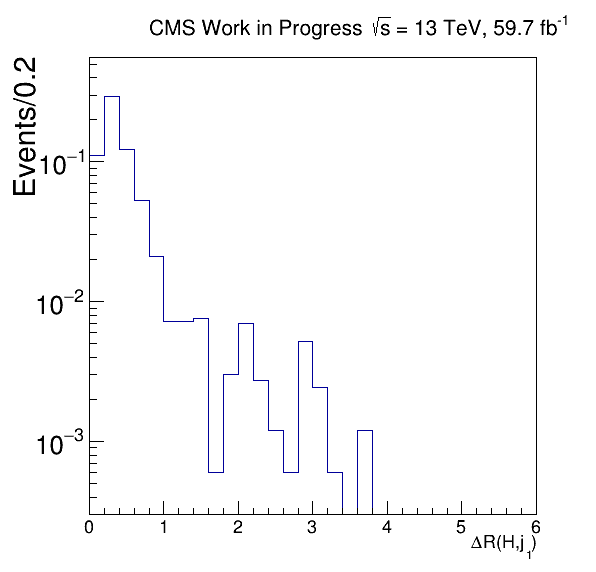 CMS Work in Progress √s = 13 TeV, 59.7 fb⁻¹
Events/0.2
10⁻¹
10⁻²
10⁻³
0 1 2 3 4 5 6
ΔR(H,j₁)